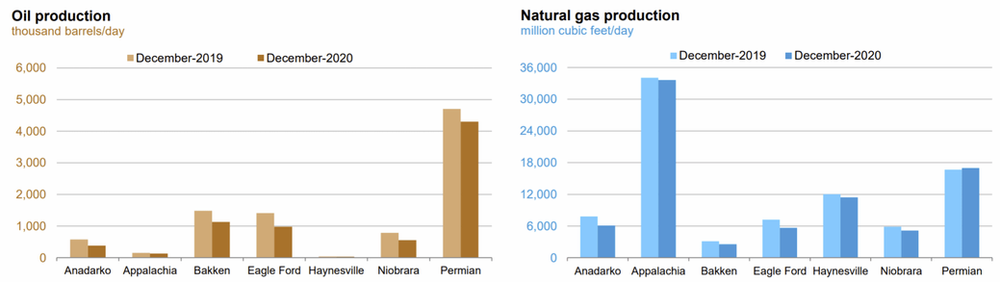 Oil production
thousand barrels/day
December-2019 December-2020
6,000
5,000
4,000
3,000
2,000
1,000
0
Anadarko Appalachia Bakken Eagle Ford Haynesville Niobrara Permian
Natural gas production
million cubic feet/day
December-2019 December-2020
36,000
30,000
24,000
18,000
12,000
6,000
0
Anadarko Appalachia Bakken Eagle Ford Haynesville Niobrara Permian